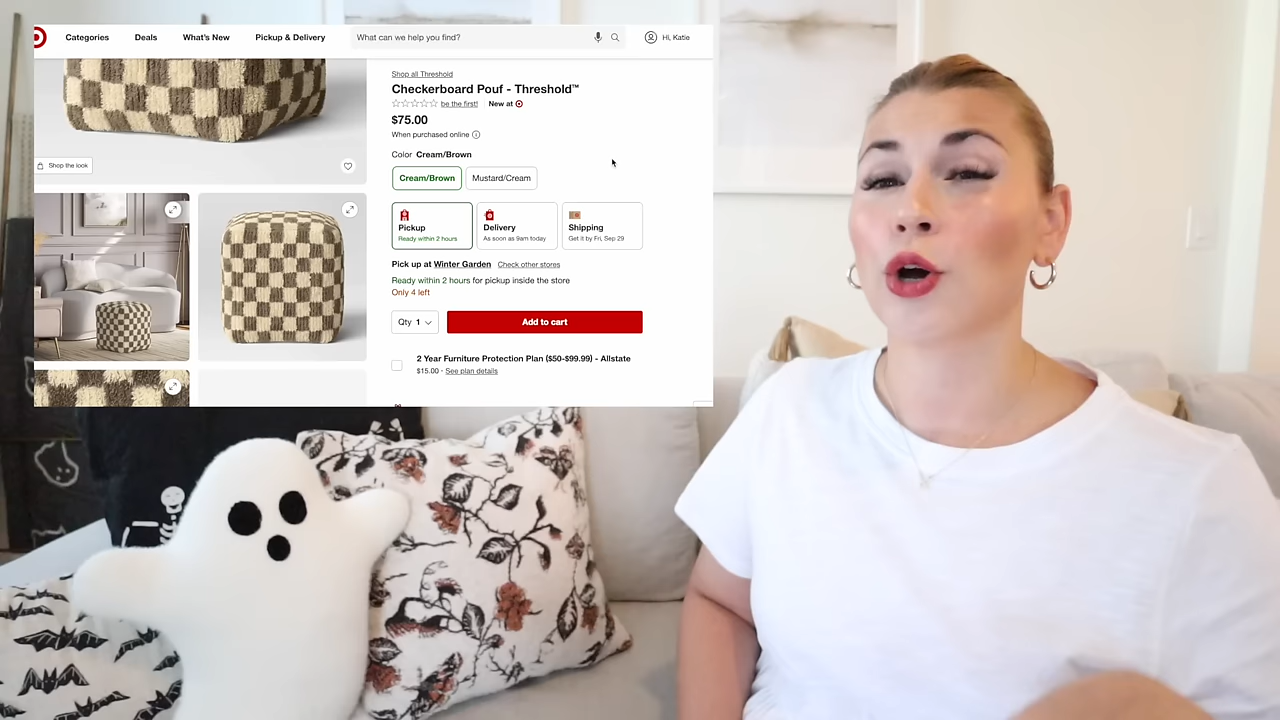 Categories
Deals
What's New
Pickup & Delivery
What can we help you find?
Hi, Katie
Shop all Threshold
Checkerboard Pouf - Threshold™
be the first!
New at
$75.00
When purchased online
Color Cream/Brown
Shop the look
Cream/Brown
Mustard/Cream
Pickup
Ready within 2 hours
Delivery
As soon as 9am today
Shipping
Get it by Fri, Sep 29
Pick up at Winter Garden Check other stores
Ready within 2 hours for pickup inside the store
Only 4 left
Qty 1
Add to cart
2 Year Furniture Protection Plan ($50-$99.99) - Allstate
$15.00 · See plan details